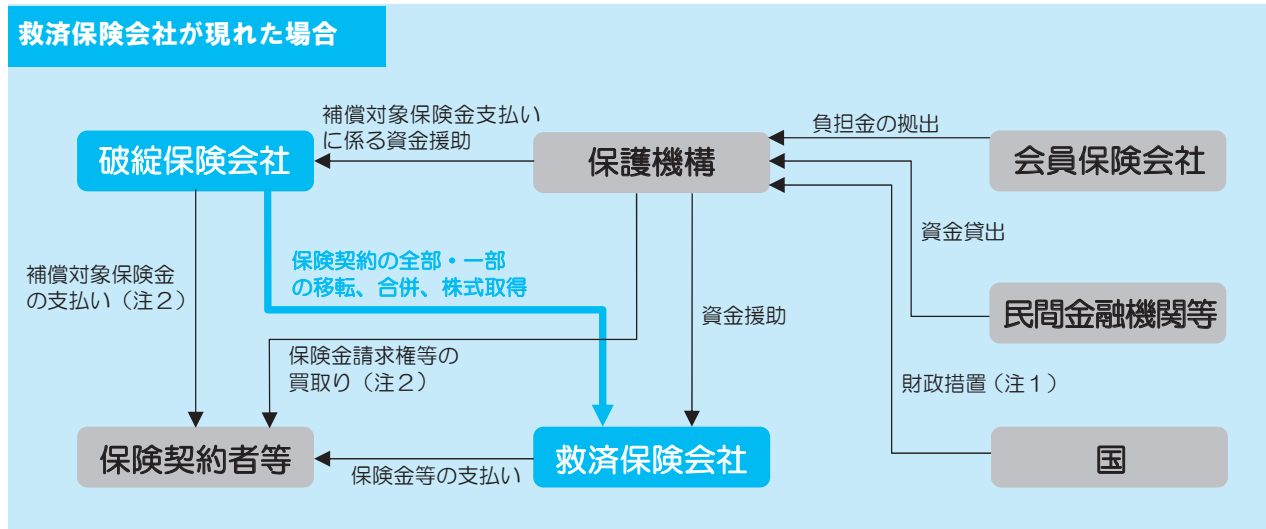 救済保険会社が現れた場合
補償対象保険金支払い
に係る資金援助
負担金の拠出
破綻保険会社
保護機構
会員保険会社
資金貸出
保険契約の全部・一部
の移転、合併、株式取得
補償対象保険金
の支払い（注２）
資金援助
民間金融機関等
保険金請求権等の
買取り（注２）
財政措置（注１）
保険契約者等
保険金等の支払い
救済保険会社
国